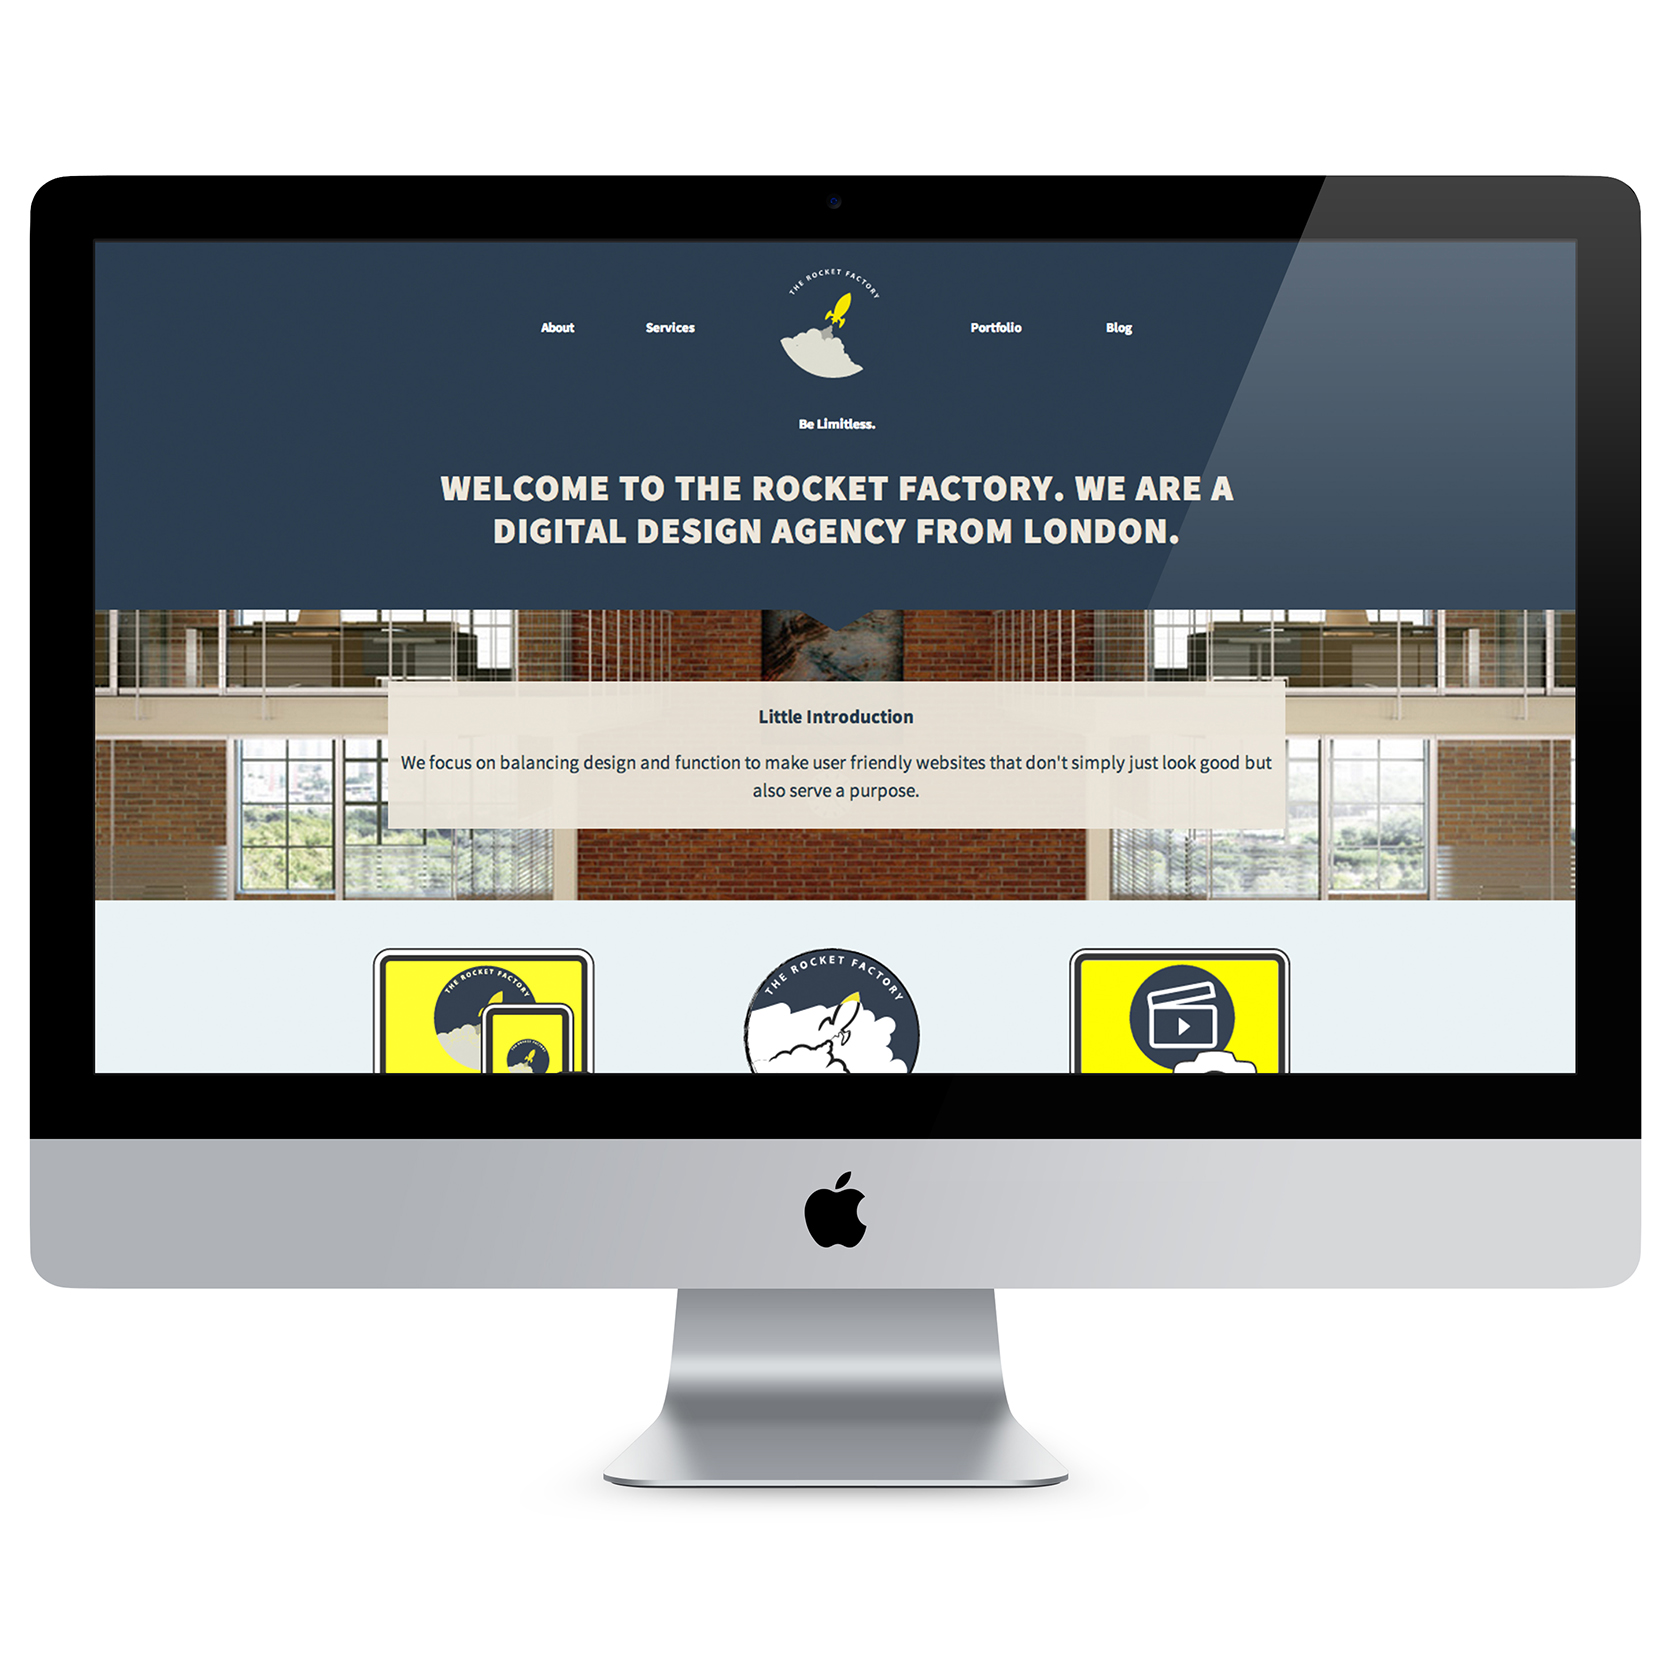 THE ROCKET FACTORY
About
Services
Portfolio
Blog
Be Limitless.
WELCOME TO THE ROCKET FACTORY. WE ARE A
DIGITAL DESIGN AGENCY FROM LONDON.
Little Introduction
We focus on balancing design and function to make user friendly websites that don't simply just look good but
also serve a purpose.
THE ROCKET FACTORY
THE ROCKET FACTORY